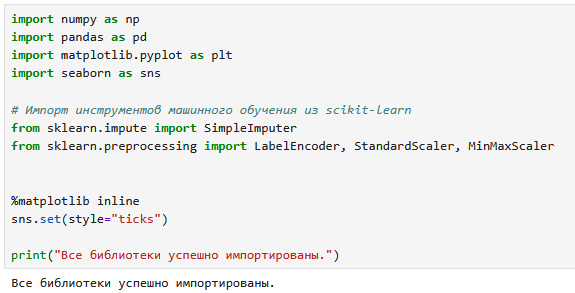 import numpy as np
import pandas as pd
import matplotlib.pyplot as plt
import seaborn as sns
# Импорт инструментов машинного обучения из scikit-learn
from sklearn.impute import SimpleImputer
from sklearn.preprocessing import LabelEncoder, StandardScaler, MinMaxScaler
%matplotlib inline
sns.set(style="ticks")
print("Все библиотеки успешно импортированы.")
Все библиотеки успешно импортированы.